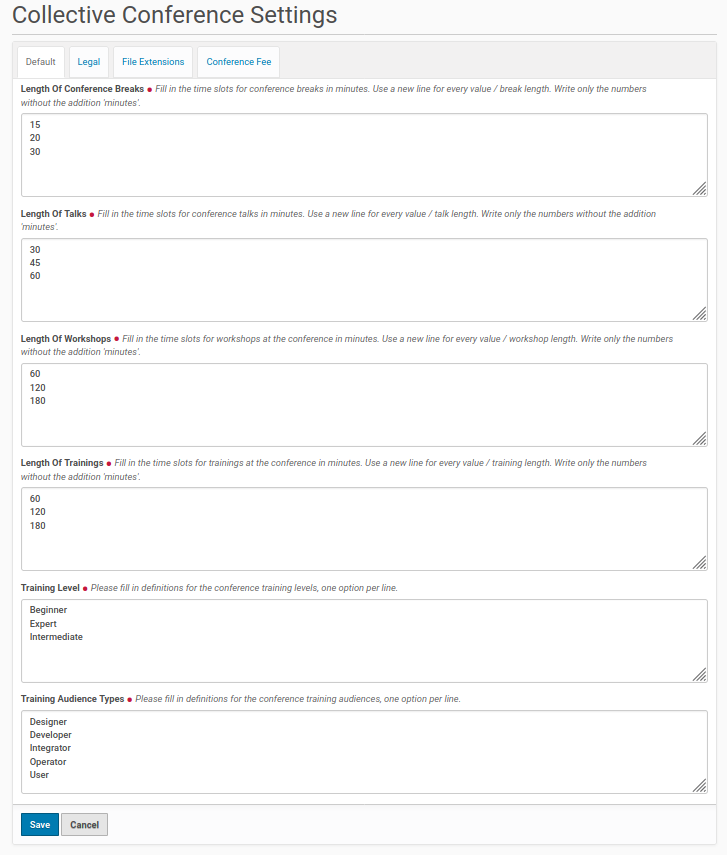 Collective Conference Settings
Default Legal File Extensions Conference Fee
Length Of Conference Breaks ● Fill in the time slots for conference breaks in minutes. Use a new line for every value / break length. Write only the numbers
without the addition 'minutes'.
15
20
30
Length Of Talks ● Fill in the time slots for conference talks in minutes. Use a new line for every value / talk length. Write only the numbers without the addition
'minutes'.
30
45
60
Length Of Workshops ● Fill in the time slots for workshops at the conference in minutes. Use a new line for every value / workshop length. Write only the numbers
without the addition 'minutes'.
60
120
180
Length Of Trainings ● Fill in the time slots for trainings at the conference in minutes. Use a new line for every value / training length. Write only the numbers
without the addition 'minutes'.
60
120
180
Training Level ● Please fill in definitions for the conference training levels, one option per line.
Beginner
Expert
Intermediate
Training Audience Types ● Please fill in definitions for the conference training audiences, one option per line.
Designer
Developer
Integrator
Operator
User
Save Cancel